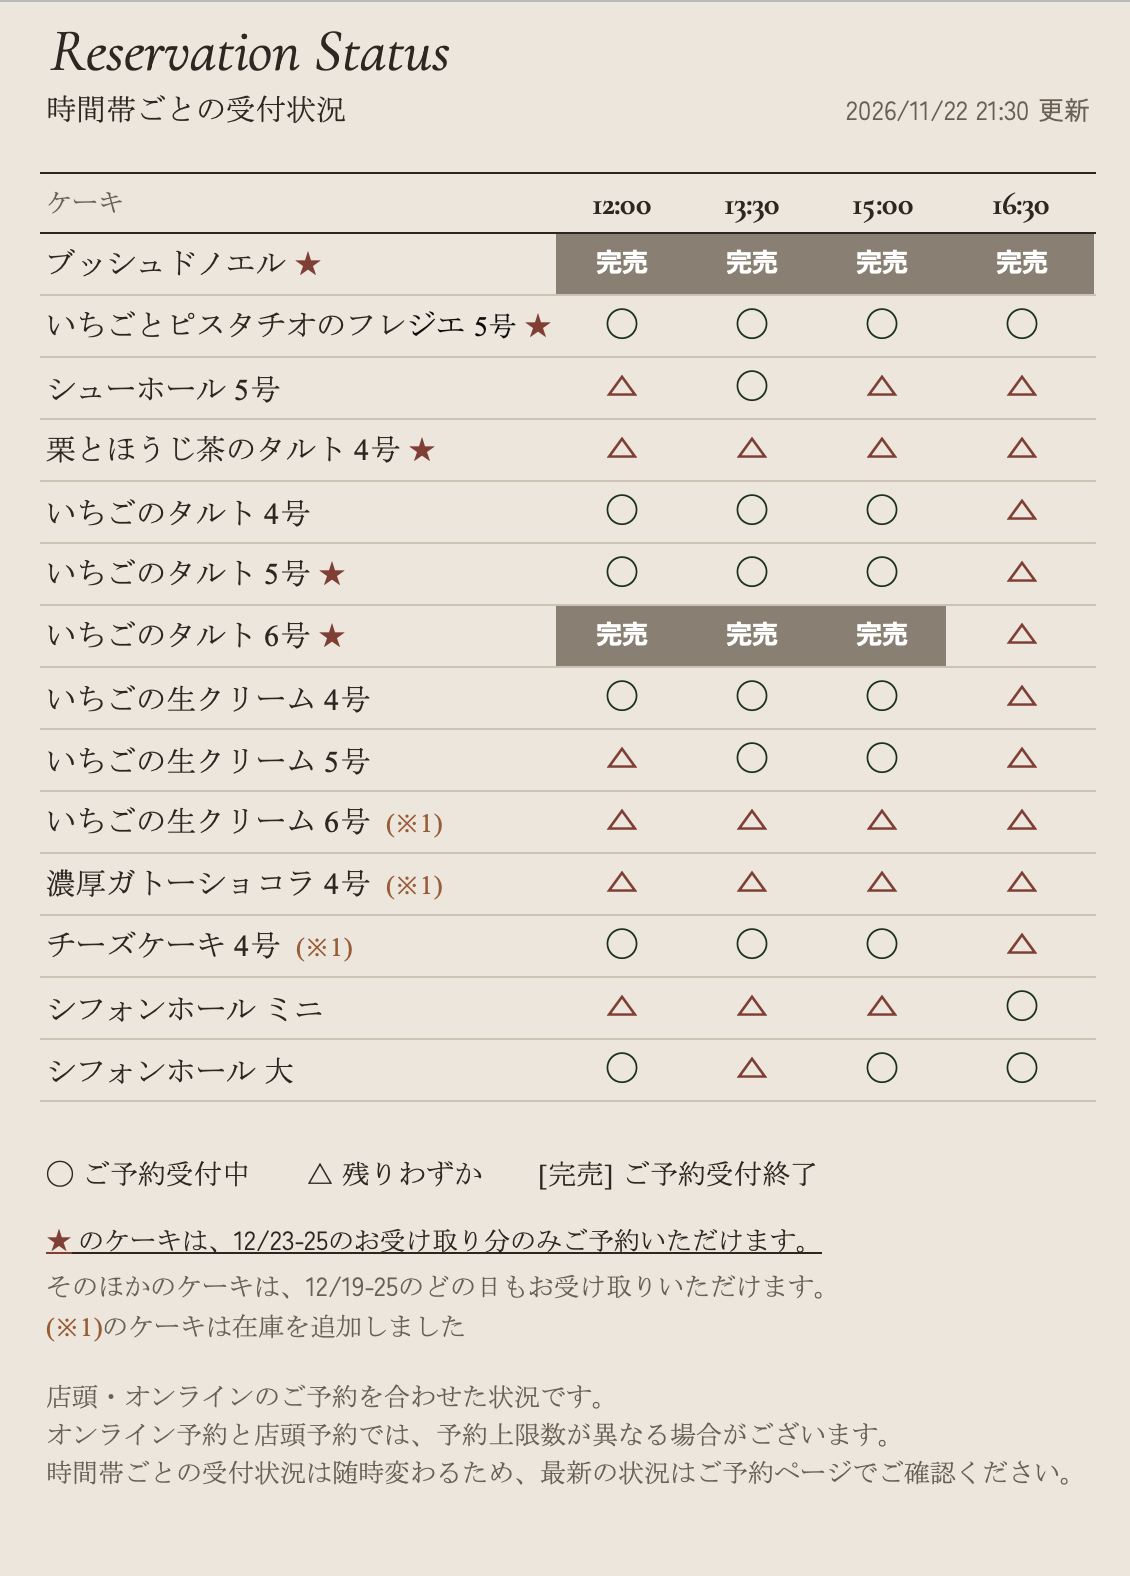 Reservation Status
時間帯ごとの受付状況
2026/11/22 21:30 更新
ケーキ 12:00 13:30 15:00 16:30
ブッシュドノエル ★ 完売 完売 完売 完売
いちごとピスタチオのフレジエ 5号 ★ ○ ○ ○ ○
シューホール 5号 △ ○ △ △
栗とほうじ茶のタルト 4号 ★ △ △ △ △
いちごのタルト 4号 ○ ○ ○ △
いちごのタルト 5号 ★ ○ ○ ○ △
いちごのタルト 6号 ★ 完売 完売 完売 △
いちごの生クリーム 4号 ○ ○ ○ △
いちごの生クリーム 5号 △ ○ ○ △
いちごの生クリーム 6号 (※1) △ △ △ △
濃厚ガトーショコラ 4号 (※1) △ △ △ △
チーズケーキ 4号 (※1) ○ ○ ○ △
シフォンホール ミニ △ △ △ ○
シフォンホール 大 ○ △ ○ ○
○ ご予約受付中 △ 残りわずか [完売] ご予約受付終了
★ のケーキは、12/23-25のお受け取り分のみご予約いただけます。
そのほかのケーキは、12/19-25のどの日もお受け取りいただけます。
(※1)のケーキは在庫を追加しました
店頭・オンラインのご予約を合わせた状況です。
オンライン予約と店頭予約では、予約上限数が異なる場合がございます。
時間帯ごとの受付状況は随時変わるため、最新の状況はご予約ページでご確認ください。